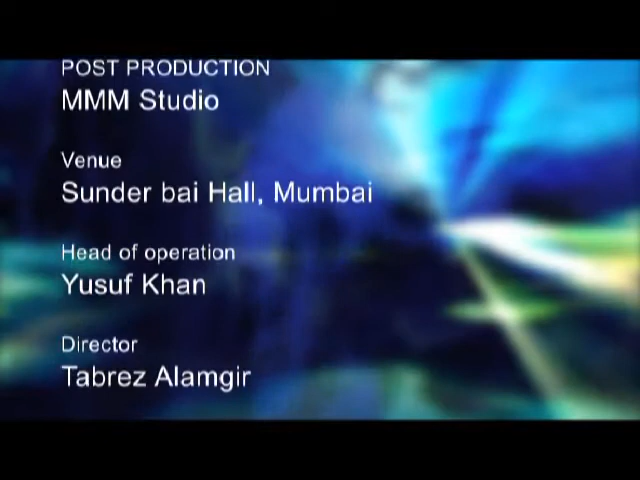 POST PRODUCTION
MMM Studio
Venue
Sunder bai Hall, Mumbai
Head of operation
Yusuf Khan
Director
Tabrez Alamgir